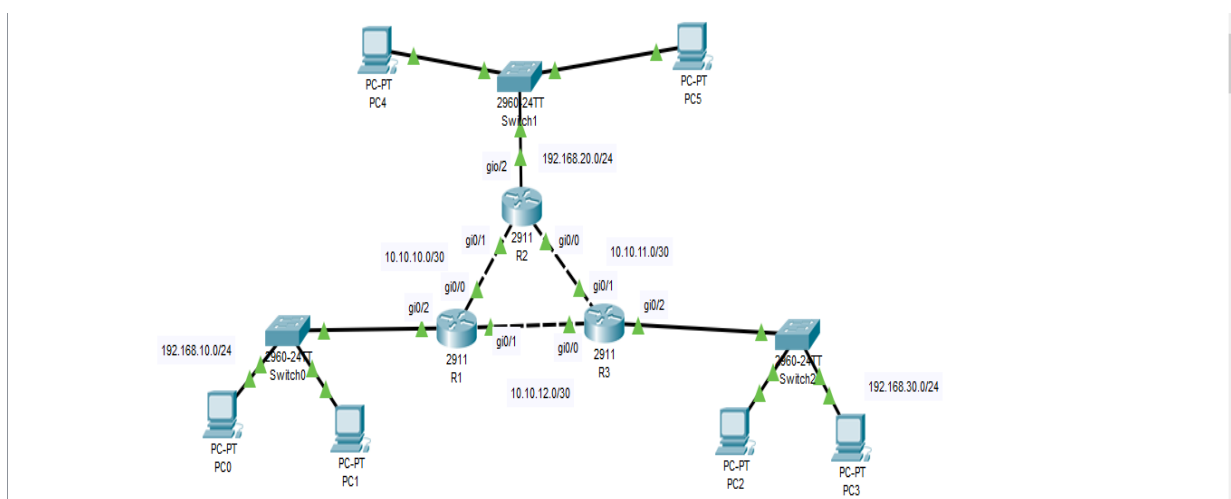 PC-PT
PC4
PC-PT
PC5
2960-24TT
Switch1
192.168.20.0/24
gio/2
2911
R2
gi0/1
gi0/0
10.10.10.0/30
10.10.11.0/30
gi0/0
gi0/1
gi0/2
gi0/2
2911
R1
gi0/1
gi0/0
2911
R3
10.10.12.0/30
192.168.10.0/24
2960-24TT
Switch0
2960-24TT
Switch2
192.168.30.0/24
PC-PT
PC0
PC-PT
PC1
PC-PT
PC2
PC-PT
PC3